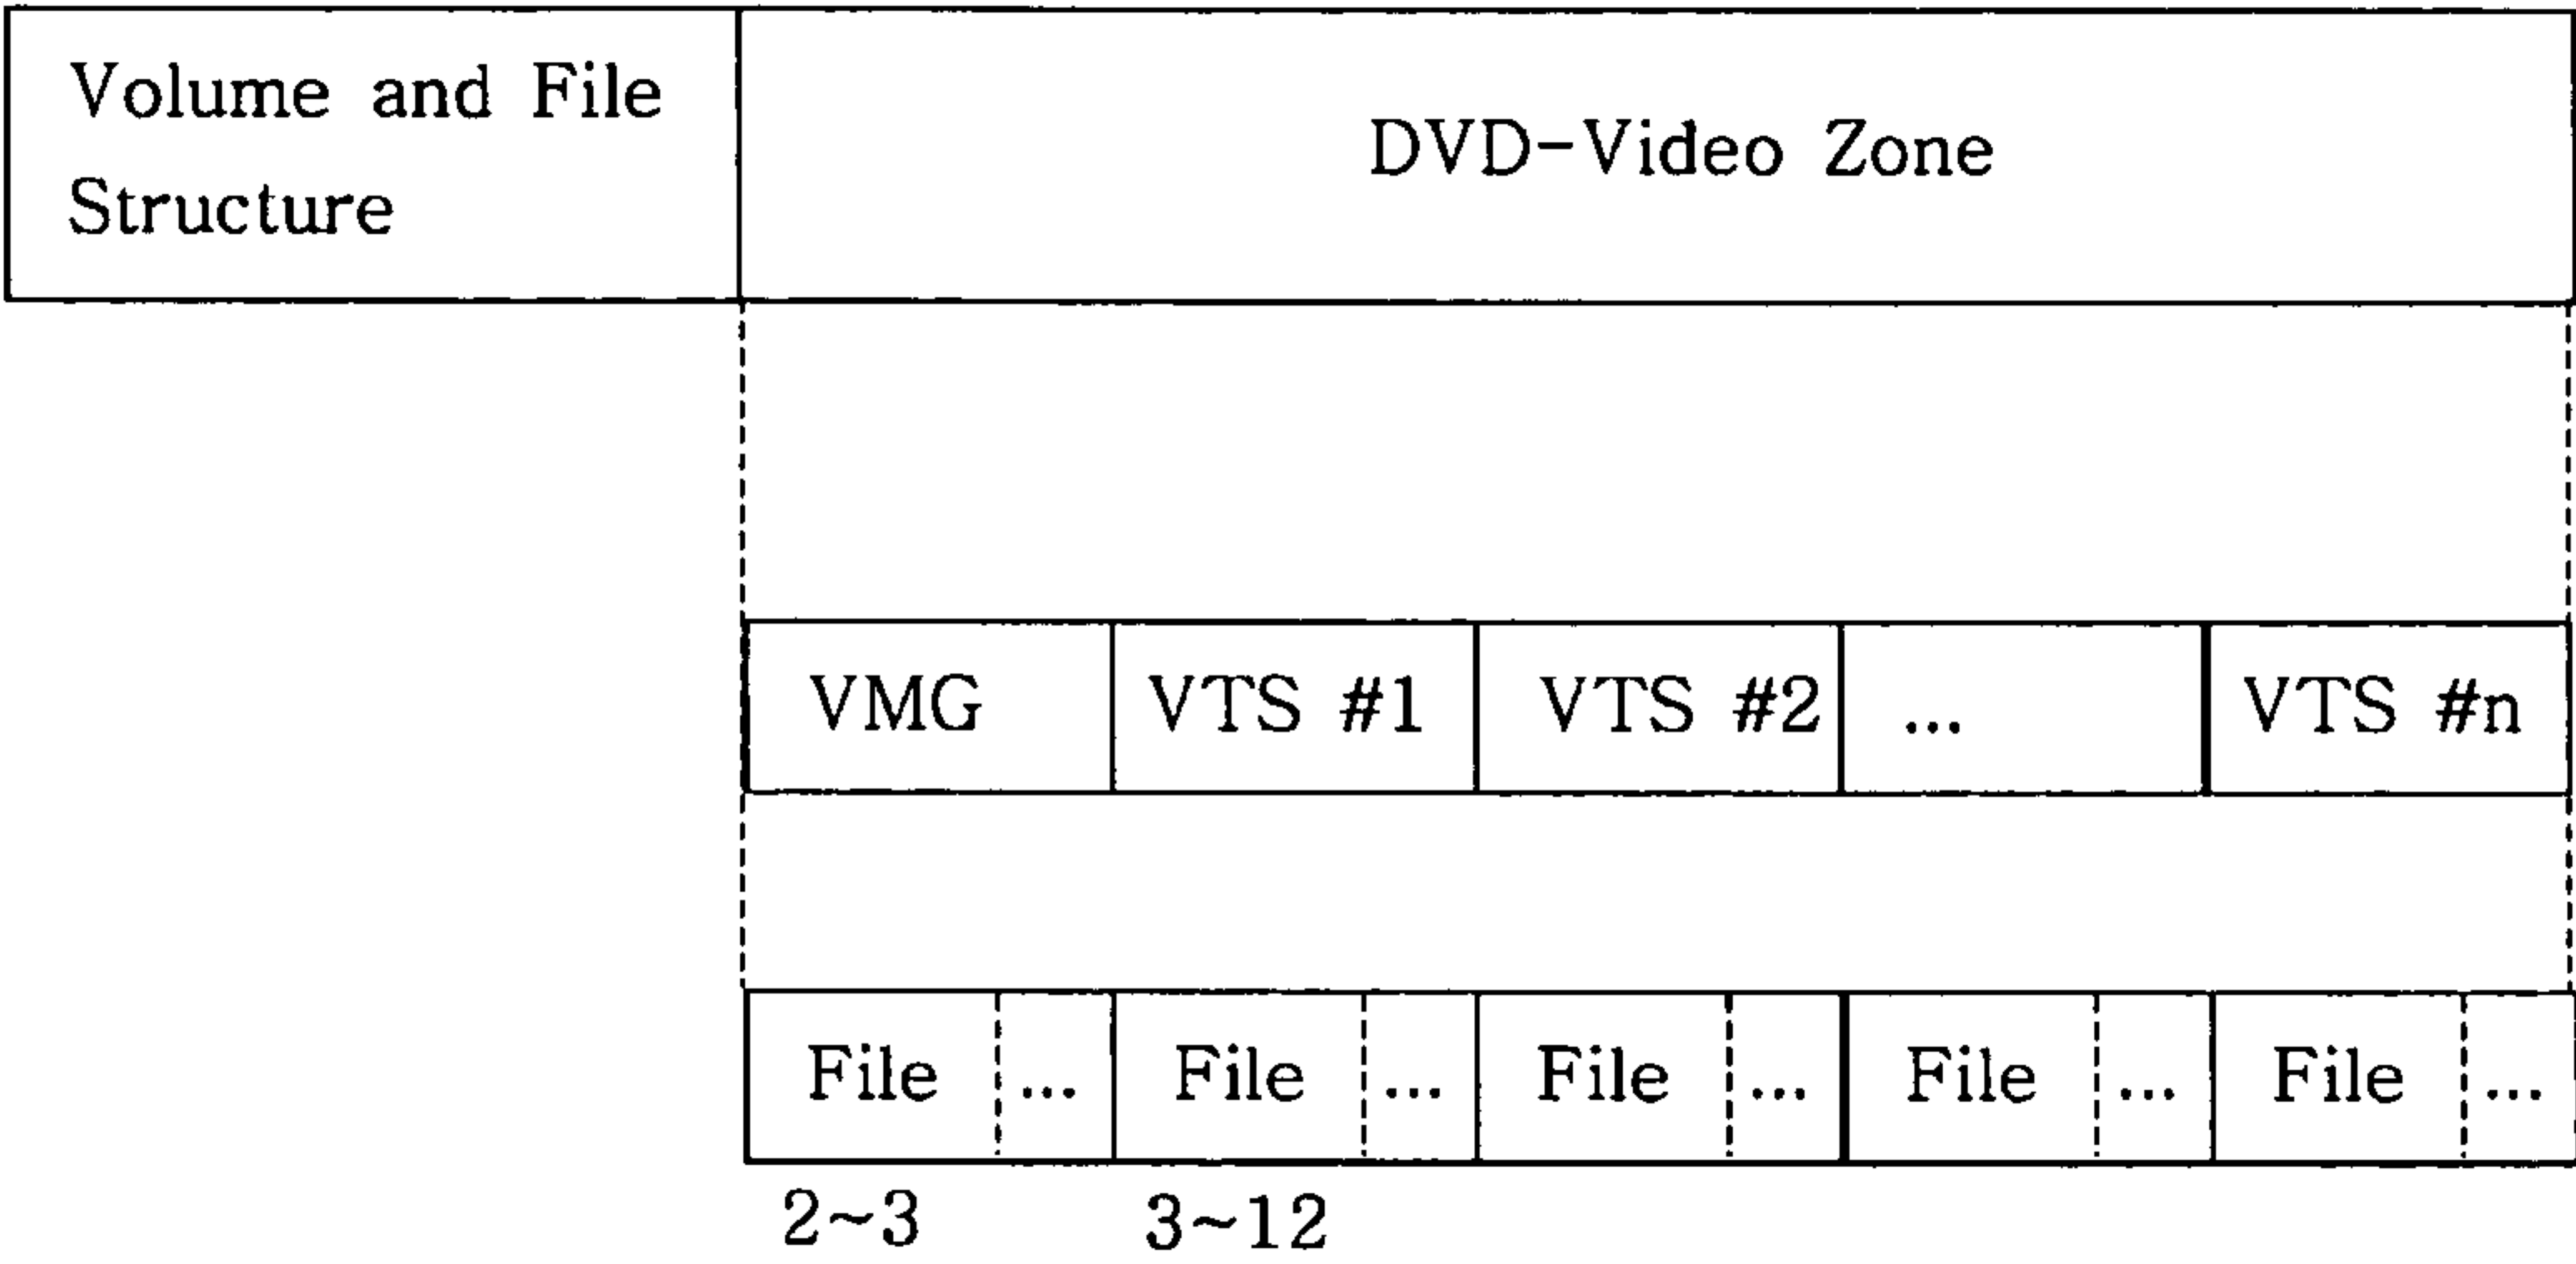 Volume and File
Structure
DVD-Video Zone
VMG
VTS #1
VTS #2
...
VTS #n
File
...
File
...
File
...
File
...
File
...
2~3
3~12